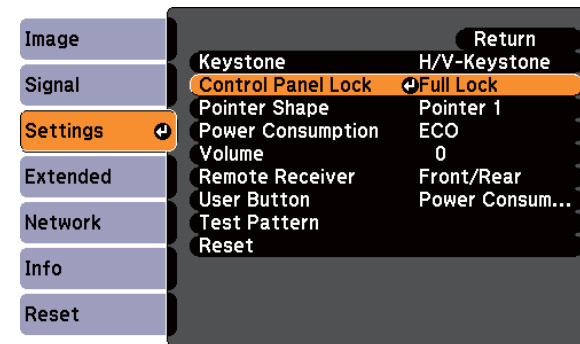 Image
Signal
Settings
Extended
Network
Info
Reset
Return
Keystone H/V-Keystone
Control Panel Lock Full Lock
Pointer Shape Pointer 1
Power Consumption ECO
Volume 0
Remote Receiver Front/Rear
User Button Power Consum...
Test Pattern
Reset